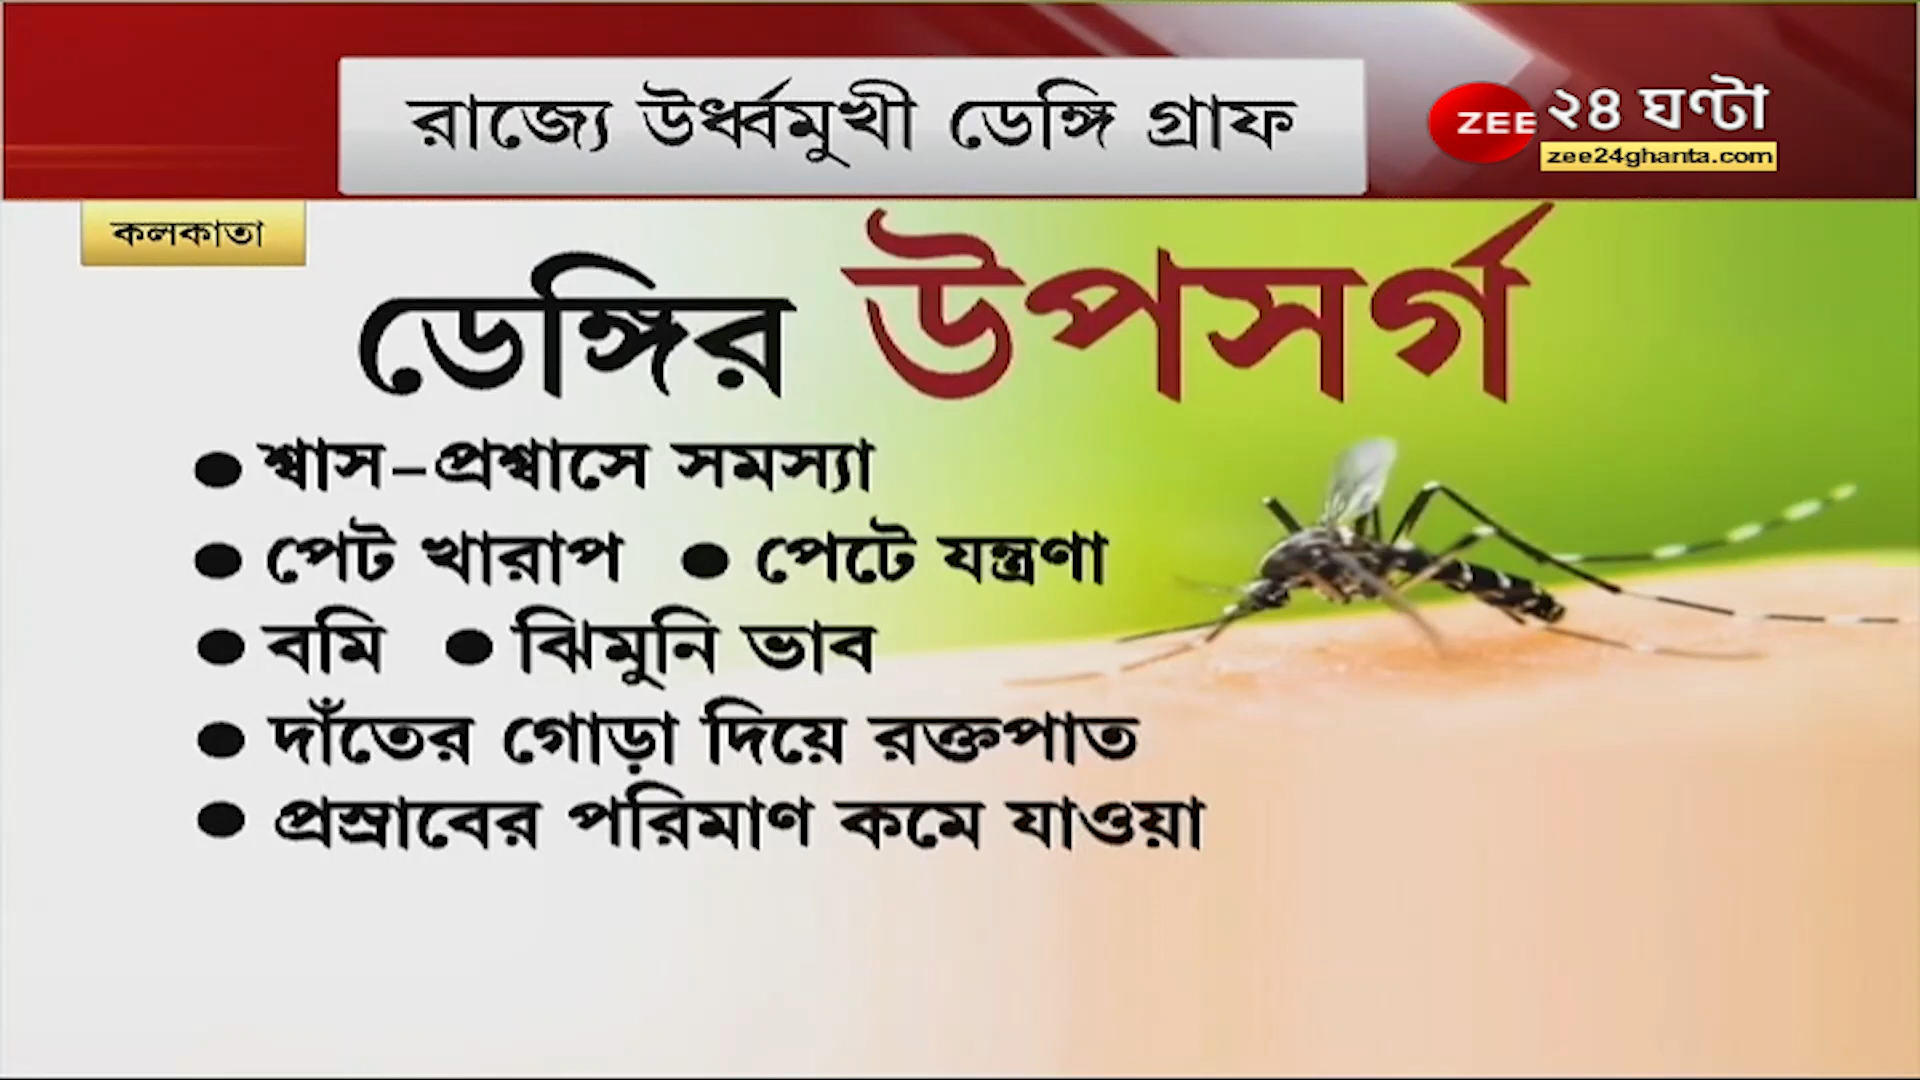 রাজ্যে উর্ধ্বমুখী ডেঙ্গি গ্রাফ
ZEE ২৪ ঘণ্টা
zee24ghanta.com
কলকাতা
ডেঙ্গির উপসর্গ
● শ্বাস-প্রশ্বাসে সমস্যা
● পেট খারাপ ● পেটে যন্ত্রণা
● বমি ● ঝিমুনি ভাব
● দাঁতের গোড়া দিয়ে রক্তপাত
● প্রস্রাবের পরিমাণ কমে যাওয়া